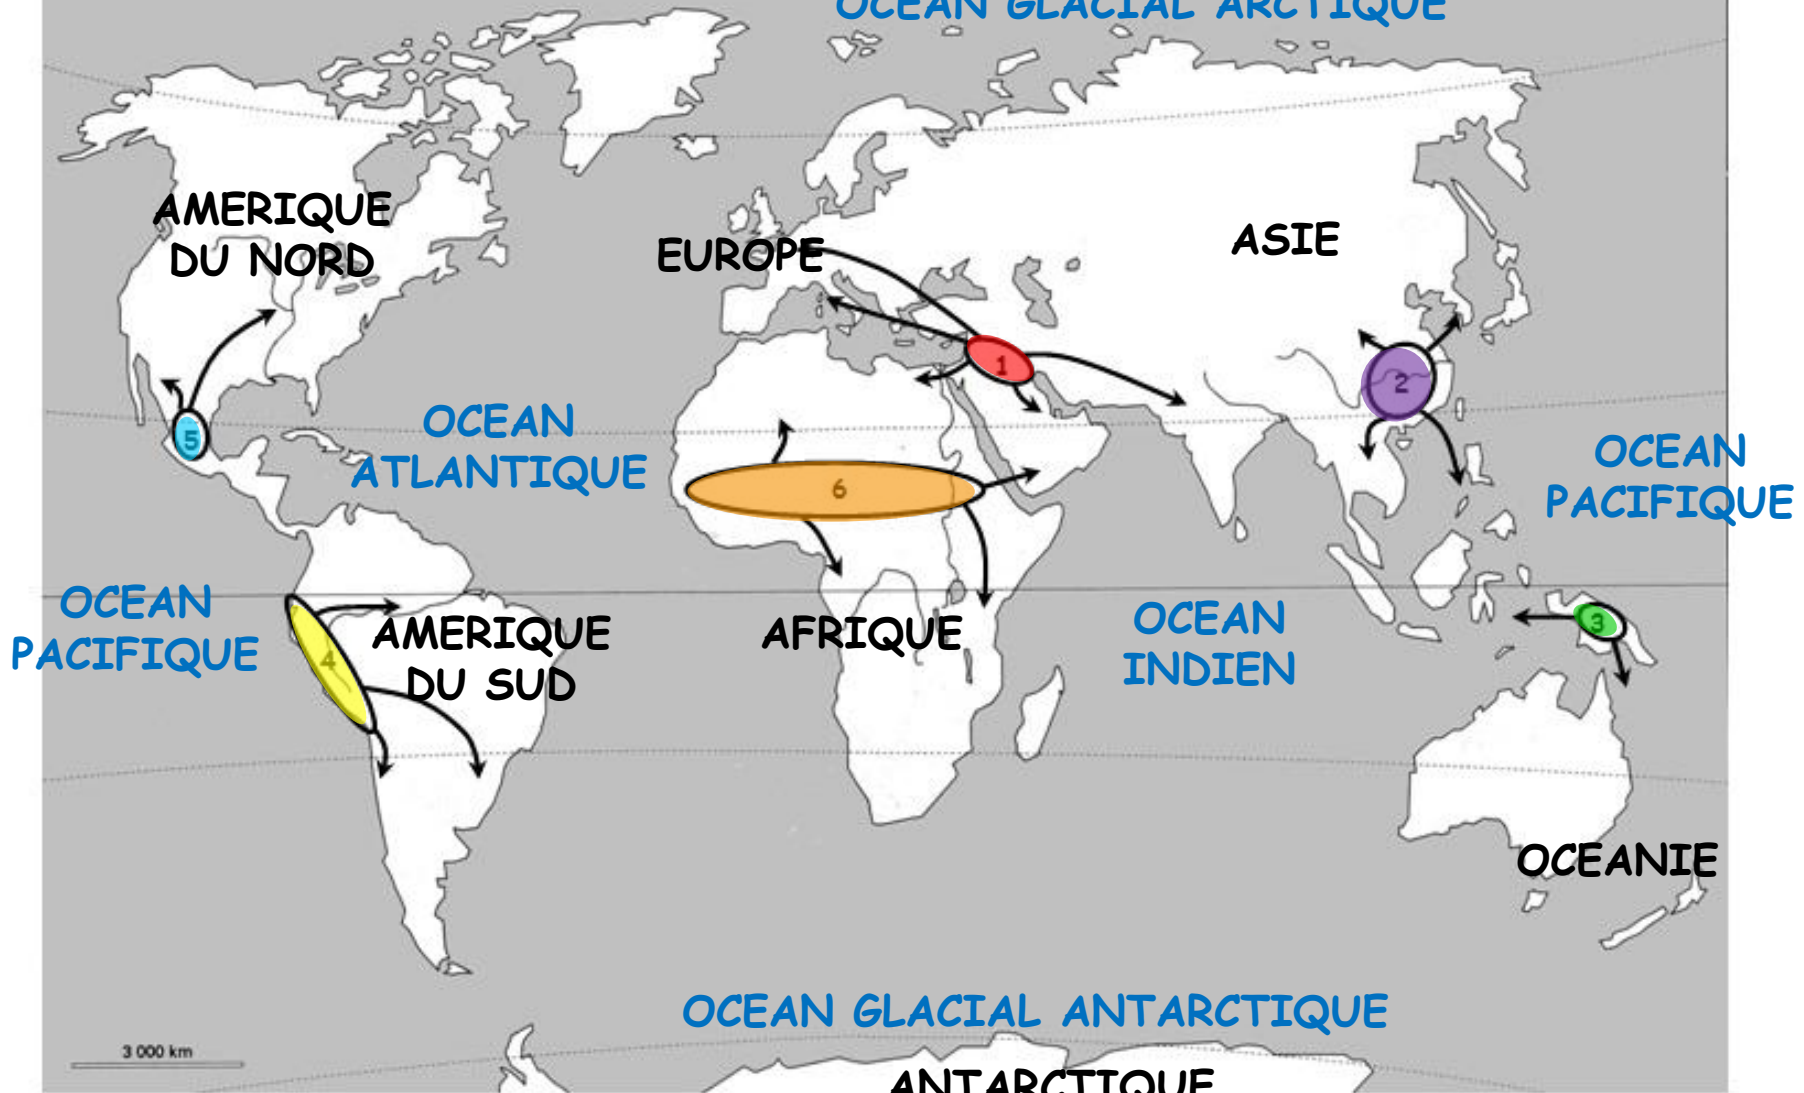 OCEAN GLACIAL ARCTIQUE
AMERIQUE
DU NORD
EUROPE
ASIE
1
2
5
OCEAN
ATLANTIQUE
6
OCEAN
PACIFIQUE
OCEAN
PACIFIQUE
4
AMERIQUE
DU SUD
AFRIQUE
OCEAN
INDIEN
3
OCEANIE
OCEAN GLACIAL ANTARCTIQUE
3 000 km
ANTARCTIQUE